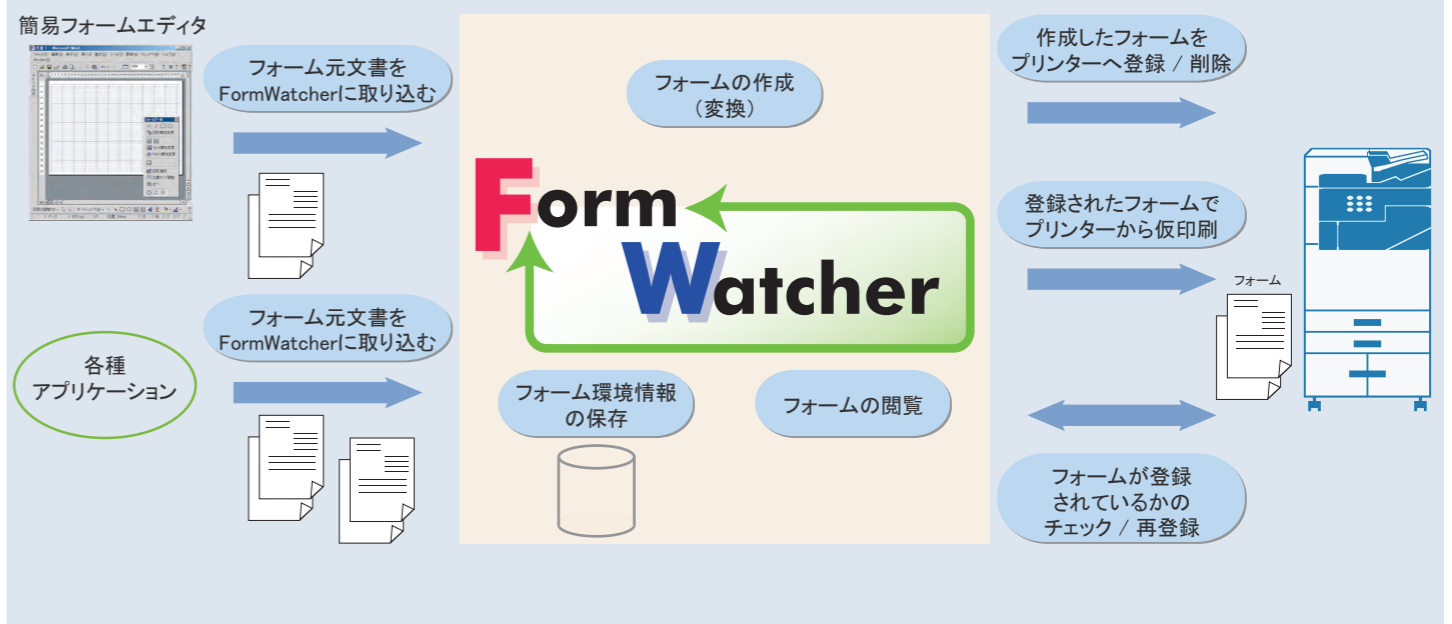 簡易フォームエディタ
フォーム元文書を
FormWatcherに取り込む
フォーム元文書を
FormWatcherに取り込む
各種
アプリケーション
フォームの作成
（変換）
Form
Watcher
フォーム環境情報
の保存
フォームの閲覧
作成したフォームを
プリンターへ登録 / 削除
登録されたフォームで
プリンターから仮印刷
フォーム
フォームが登録
されているかの
チェック / 再登録